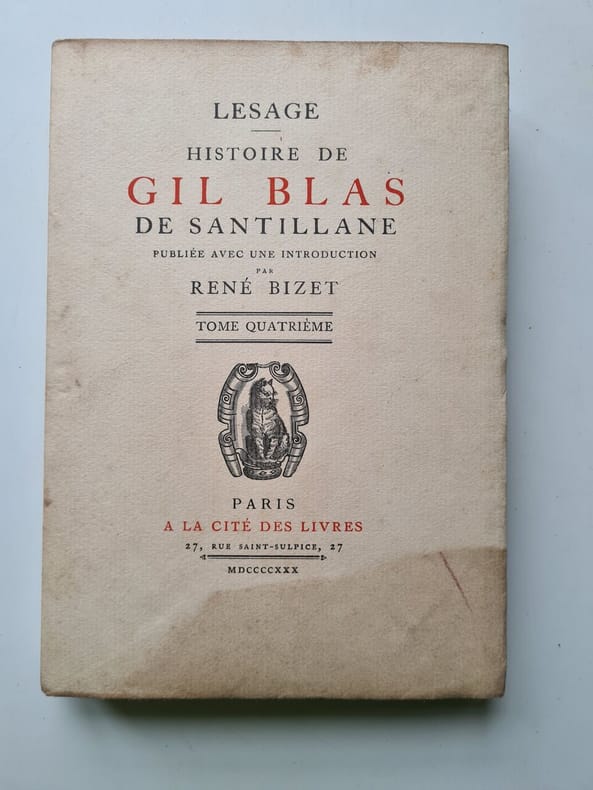 LESAGE
HISTOIRE DE
GIL BLAS
DE SANTILLANE
PUBLIÉE AVEC UNE INTRODUCTION
PAR
RENÉ BIZET
TOME QUATRIÈME
PARIS
A LA CITÉ DES LIVRES
27, RUE SAINT-SULPICE, 27
MDCCCCXXX